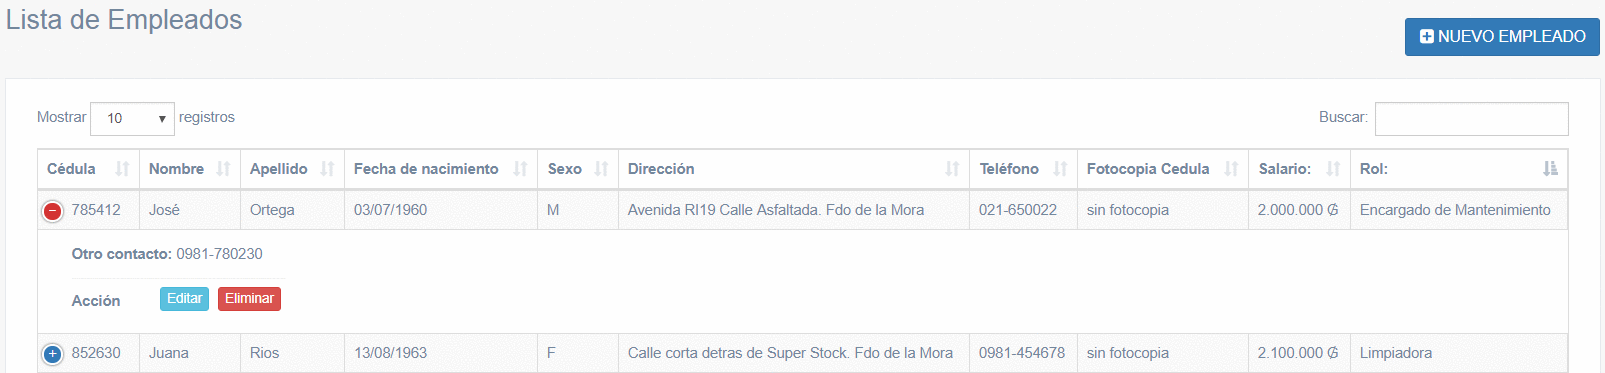 Lista de Empleados
NUEVO EMPLEADO
Mostrar 10 registros Buscar:
Cédula Nombre Apellido Fecha de nacimiento Sexo Dirección Teléfono Fotocopia Cedula Salario: Rol:
785412 José Ortega 03/07/1960 M Avenida RI19 Calle Asfaltada. Fdo de la Mora 021-650022 sin fotocopia 2.000.000 ₲ Encargado de Mantenimiento
Otro contacto: 0981-780230
Acción Editar Eliminar
852630 Juana Rios 13/08/1963 F Calle corta detras de Super Stock. Fdo de la Mora 0981-454678 sin fotocopia 2.100.000 ₲ Limpiadora